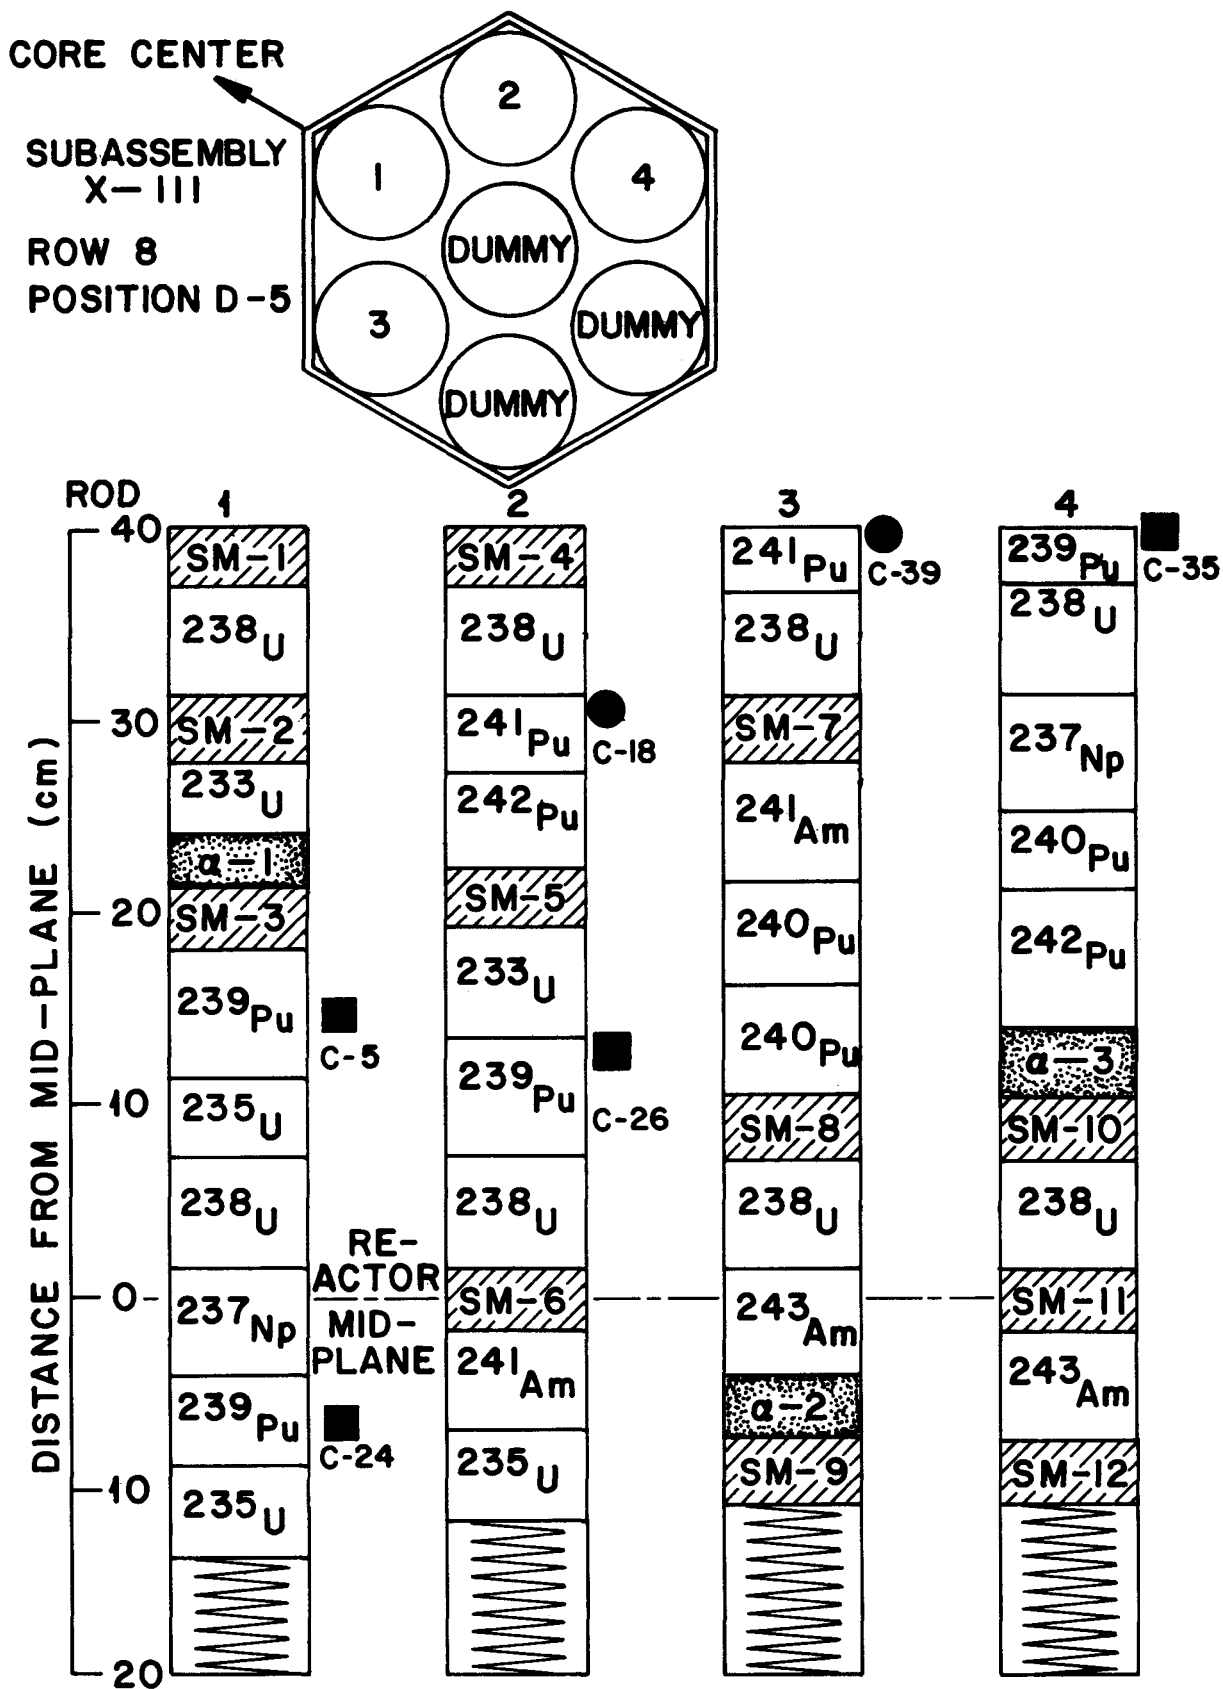 CORE CENTER
SUBASSEMBLY
X-111
ROW 8
POSITION D-5
2
1
4
DUMMY
3
DUMMY
DUMMY
ROD
1
2
3
4
DISTANCE FROM MID-PLANE (cm)
40
30
20
10
0
-10
20
SM-1
238U
SM-2
233U
α-1
SM-3
239Pu
C-5
235U
238U
237Np
239Pu
C-24
235U
RE-
ACTOR
MID-
PLANE
SM-4
238U
241Pu
C-18
242Pu
SM-5
233U
239Pu
C-26
238U
SM-6
241Am
235U
241Pu
C-39
238U
SM-7
241Am
240Pu
240Pu
SM-8
238U
243Am
α-2
SM-9
239Pu
C-35
238U
237Np
240Pu
242Pu
α-3
SM-10
238U
SM-11
243Am
SM-12